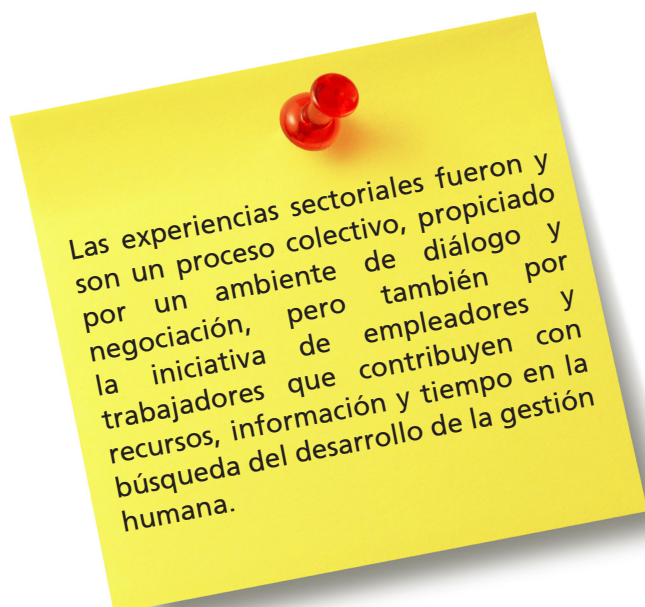 Las experiencias sectoriales fueron y
son un proceso colectivo, propiciado
por un ambiente de diálogo y
negociación, pero también por
la iniciativa de empleadores y
trabajadores que contribuyen con
recursos, información y tiempo en la
búsqueda del desarrollo de la gestión
humana.